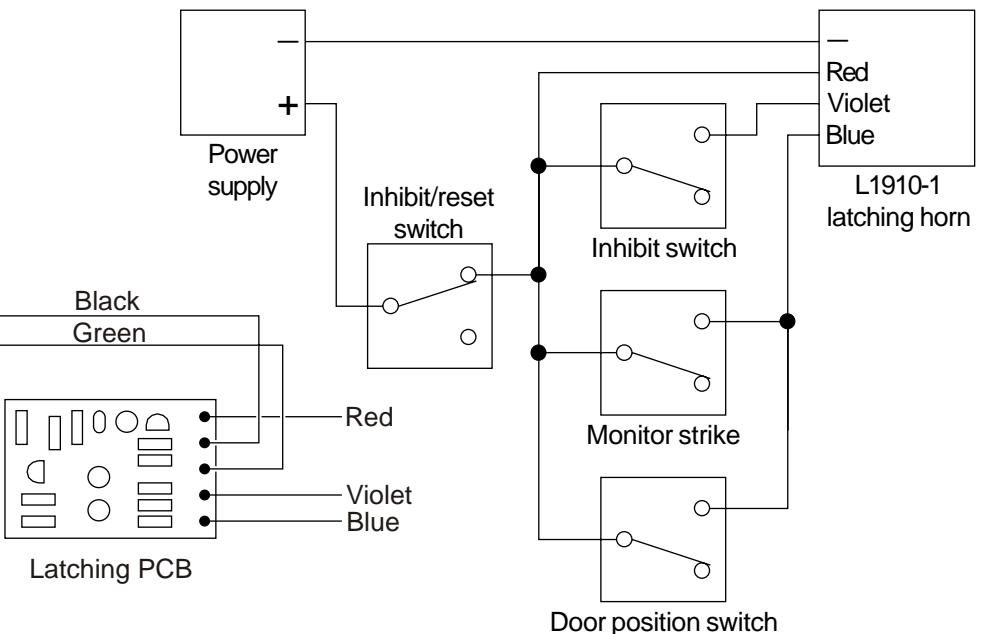 —
+
Power
supply
—
Red
Violet
Blue
L1910-1
latching horn
Inhibit/reset
switch
Inhibit switch
Black
Green
Red
Violet
Blue
Latching PCB
Monitor strike
Door position switch